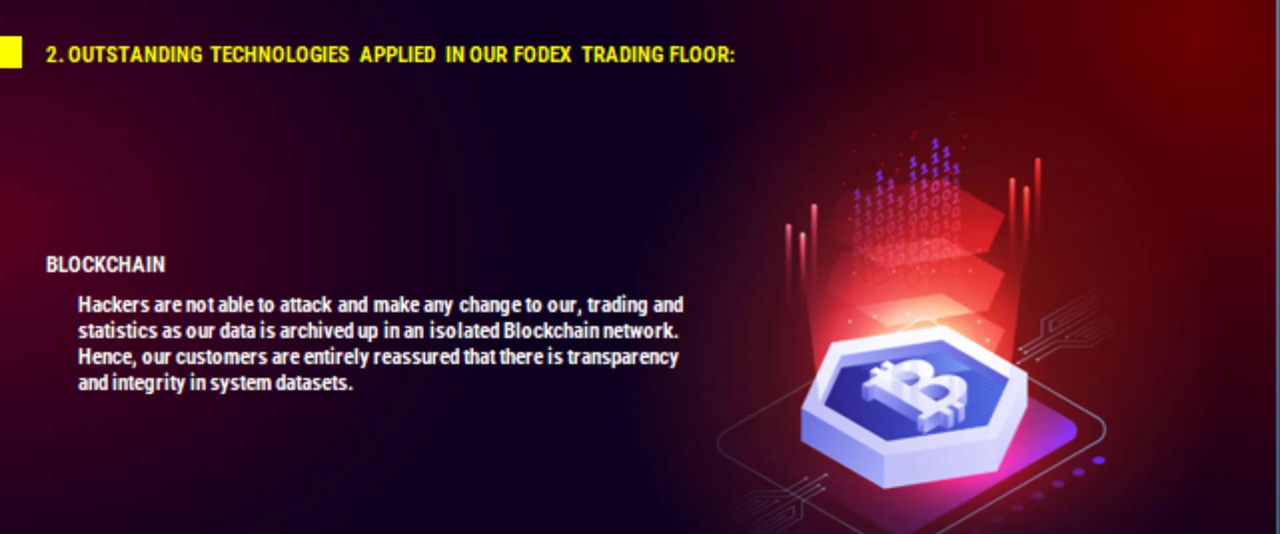 2. OUTSTANDING TECHNOLOGIES APPLIED IN OUR FODEX TRADING FLOOR:
BLOCKCHAIN
Hackers are not able to attack and make any change to our, trading and
statistics as our data is archived up in an isolated Blockchain network.
Hence, our customers are entirely reassured that there is transparency
and integrity in system datasets.